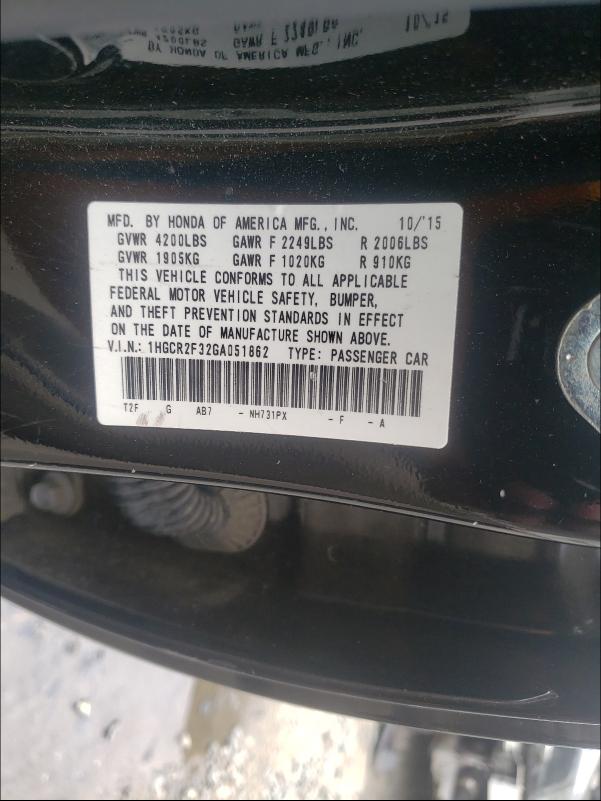 MFD. BY HONDA OF AMERICA MFG., INC. 10/'15
GVWR 4200LBS GAWR F 2249LBS R 2006LBS
GVWR 1905KG GAWR F 1020KG R 910KG
THIS VEHICLE CONFORMS TO ALL APPLICABLE
FEDERAL MOTOR VEHICLE SAFETY, BUMPER,
AND THEFT PREVENTION STANDARDS IN EFFECT
ON THE DATE OF MANUFACTURE SHOWN ABOVE.
V.I.N.: 1HGCR2F32GA051862 TYPE: PASSENGER CAR
T2F G AB7 - NH731PX - F - A